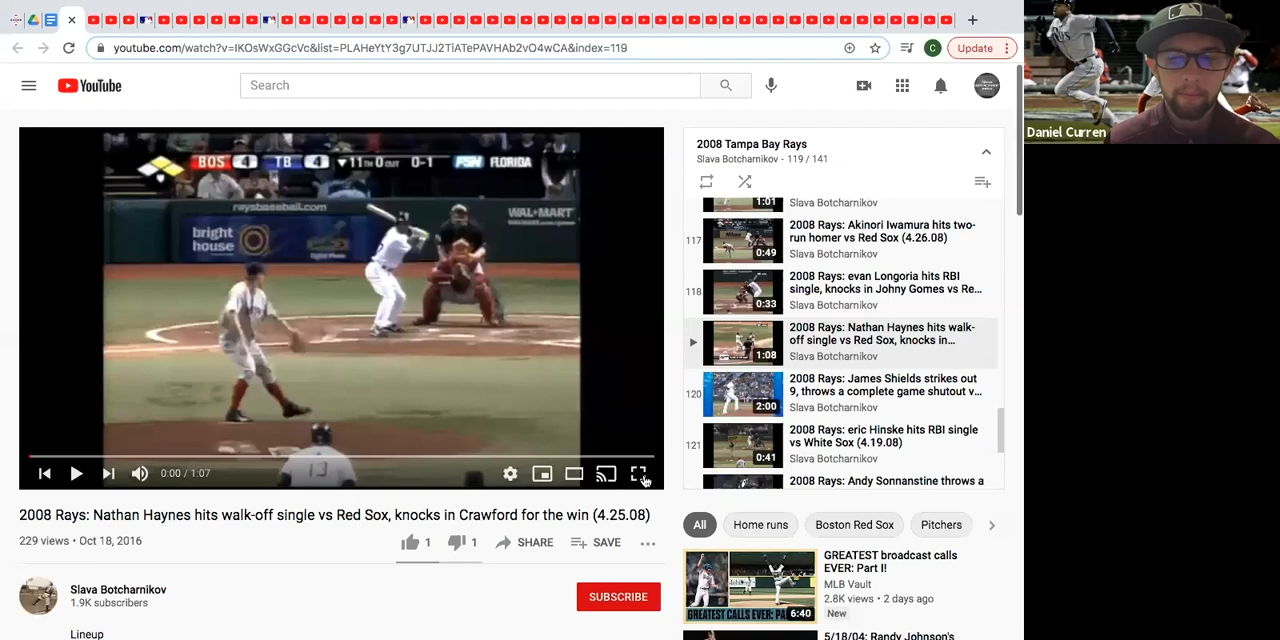 youtube.com/watch?v=IKOsWxGGcVc&list=PLAHeYtY3g7UTJJ2TiATePAVHAb2vO4wCA&index=119
C
Update
YouTube
Search
BOS 4 TB 4 ▼11TH 0 OUT 0-1 FSN FLORIDA
raysbaseball.com
WAL-MART
bright
house
13
0:00 / 1:07
2008 Tampa Bay Rays
Slava Botcharnikov - 119 / 141
1:01
Slava Botcharnikov
117
0:49
2008 Rays: Akinori Iwamura hits two-
run homer vs Red Sox (4.26.08)
Slava Botcharnikov
118
0:33
2008 Rays: evan Longoria hits RBI
single, knocks in Johny Gomes vs Re...
Slava Botcharnikov
1:08
2008 Rays: Nathan Haynes hits walk-
off single vs Red Sox, knocks in...
Slava Botcharnikov
120
2:00
2008 Rays: James Shields strikes out
9, throws a complete game shutout v...
Slava Botcharnikov
121
0:41
2008 Rays: eric Hinske hits RBI single
vs White Sox (4.19.08)
Slava Botcharnikov
2008 Rays: Andy Sonnanstine throws a
2008 Rays: Nathan Haynes hits walk-off single vs Red Sox, knocks in Crawford for the win (4.25.08)
229 views • Oct 18, 2016
1
1
SHARE
SAVE
Slava Botcharnikov
1.9K subscribers
SUBSCRIBE
Lineup
All
Home runs
Boston Red Sox
Pitchers
GREATEST CALLS EVER: PA
6:40
GREATEST broadcast calls
EVER: Part I!
MLB Vault
2.8K views • 2 days ago
New
5/18/04: Randy Johnson's
Daniel Curren